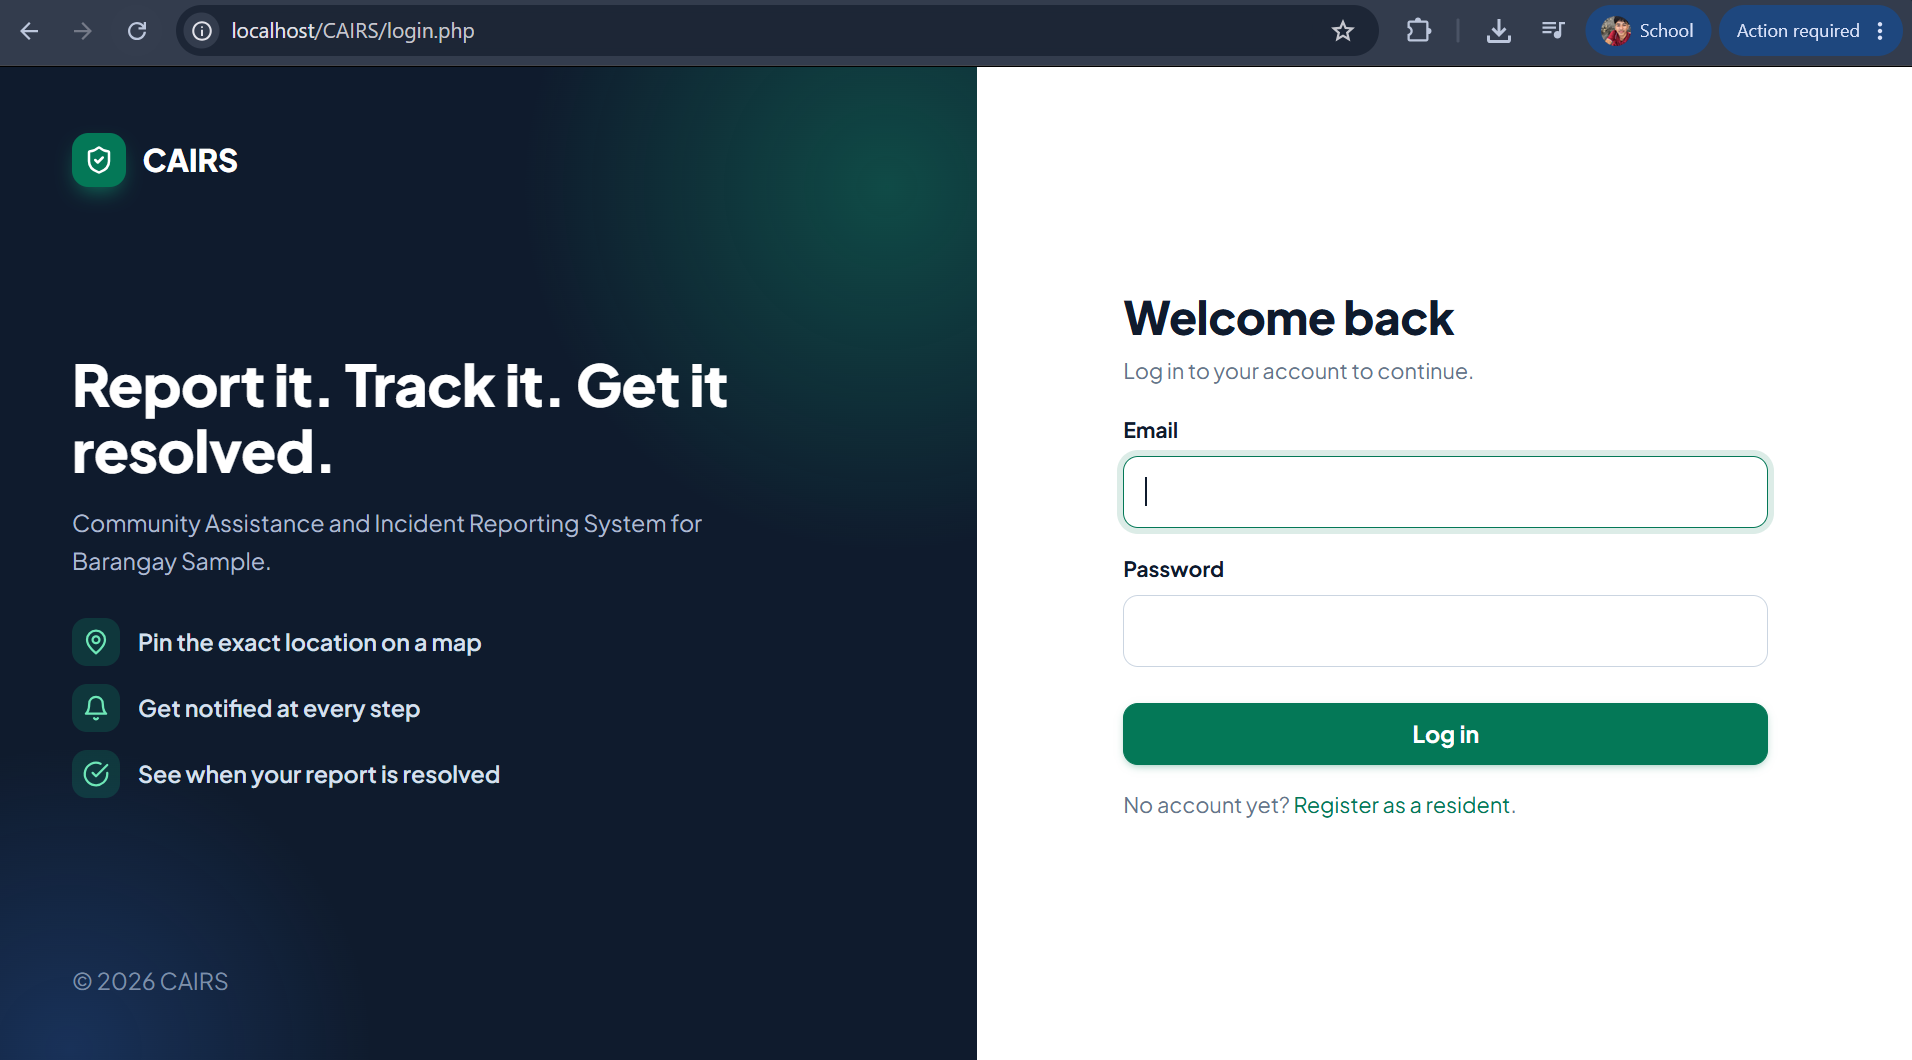 localhost/CAIRS/login.php
School
Action required
CAIRS
Report it. Track it. Get it
resolved.
Community Assistance and Incident Reporting System for
Barangay Sample.
Pin the exact location on a map
Get notified at every step
See when your report is resolved
© 2026 CAIRS
Welcome back
Log in to your account to continue.
Email
Password
Log in
No account yet? Register as a resident.